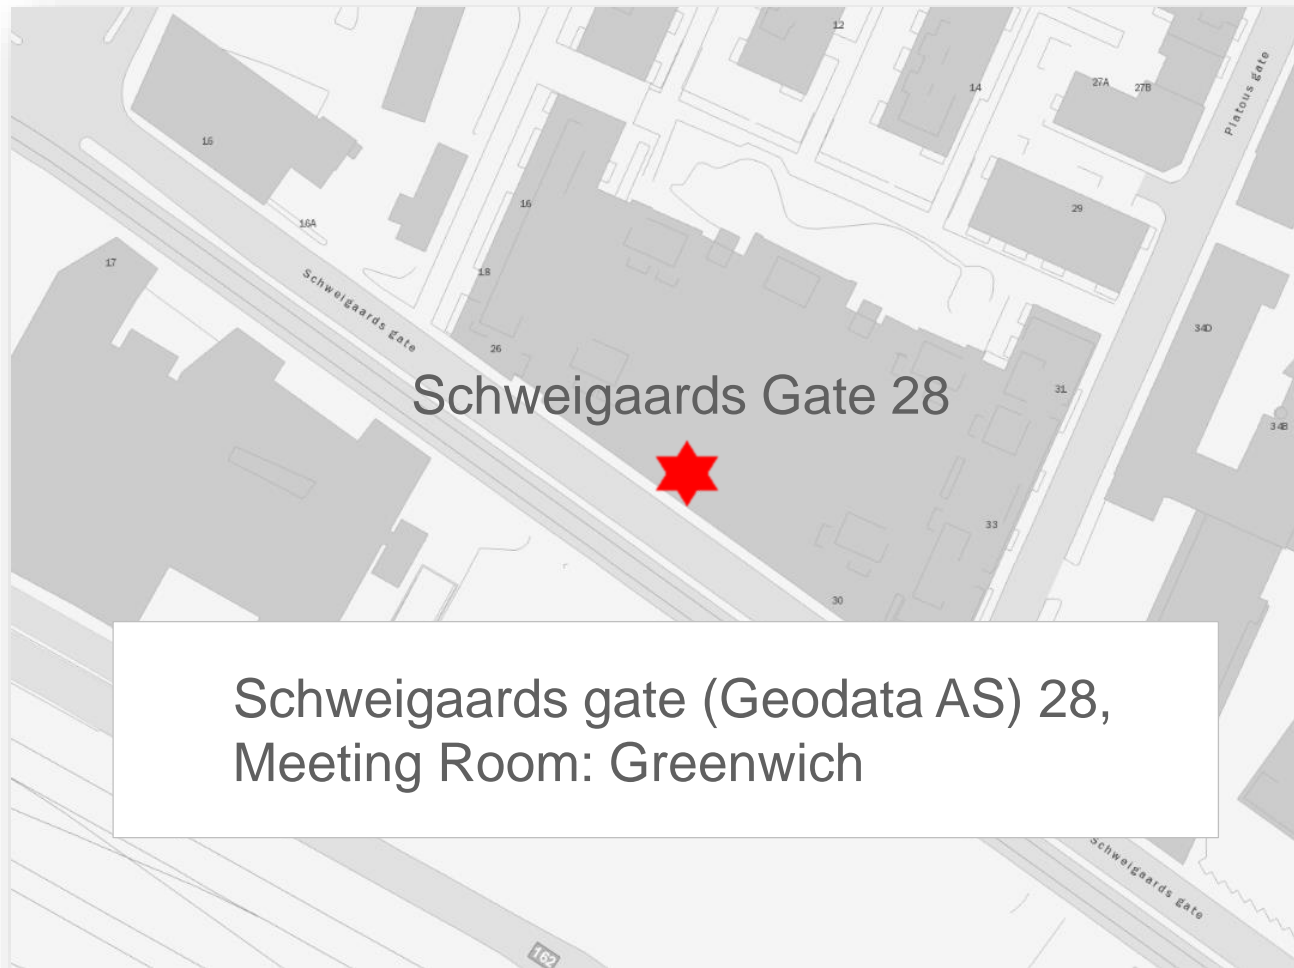 12
14
27A
27B
Platous gate
16
16
16A
29
17
18
Schweigaards gate
26
34D
31
34B
Schweigaards Gate 28
33
30
Schweigaards gate (Geodata AS) 28,
Meeting Room: Greenwich
Schweigaards gate
162